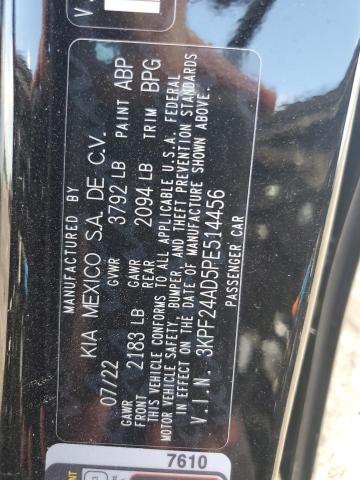 MANUFACTURED BY
KIA MEXICO S.A. DE C.V.
07/22 GVWR 3792 LB PAINT ABP
GAWR FRONT 2183 LB GAWR REAR 2094 LB TRIM BPG
THIS VEHICLE CONFORMS TO ALL APPLICABLE U.S.A. FEDERAL
MOTOR VEHICLE SAFETY, BUMPER, AND THEFT PREVENTION STANDARDS
IN EFFECT ON THE DATE OF MANUFACTURE SHOWN ABOVE.
V.I.N. 3KPF24AD5PE514456
PASSENGER CAR
7610